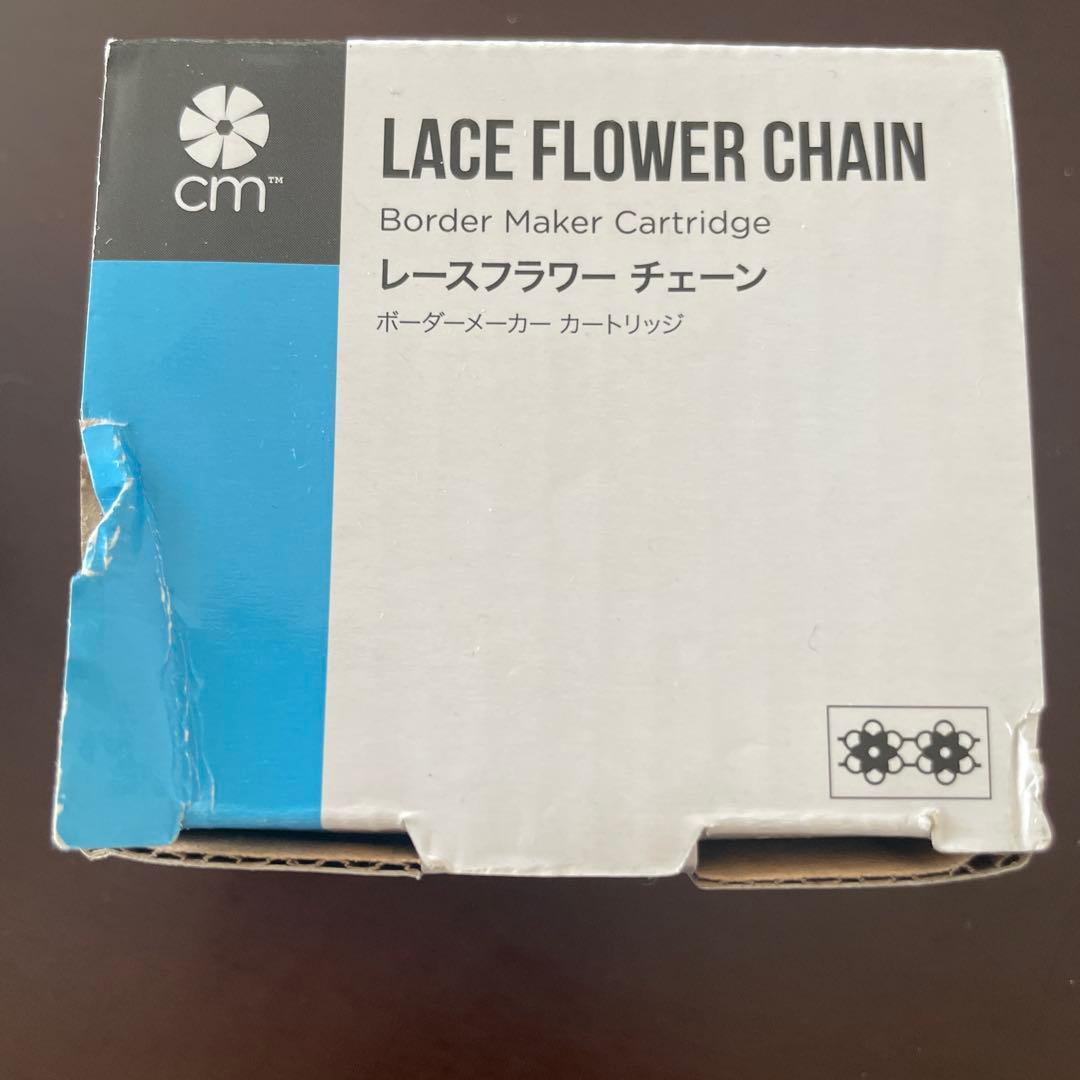 cm™
LACE FLOWER CHAIN
Border Maker Cartridge
レースフラワー チェーン
ボーダーメーカー カートリッジ